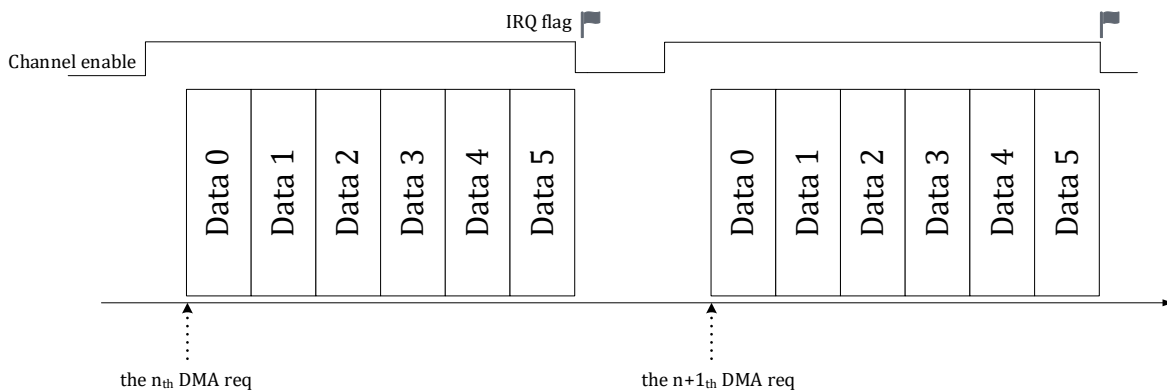 IRQ flag
Channel enable
Data 0
Data 1
Data 2
Data 3
Data 4
Data 5
Data 0
Data 1
Data 2
Data 3
Data 4
Data 5
the nth DMA req
the n+1th DMA req